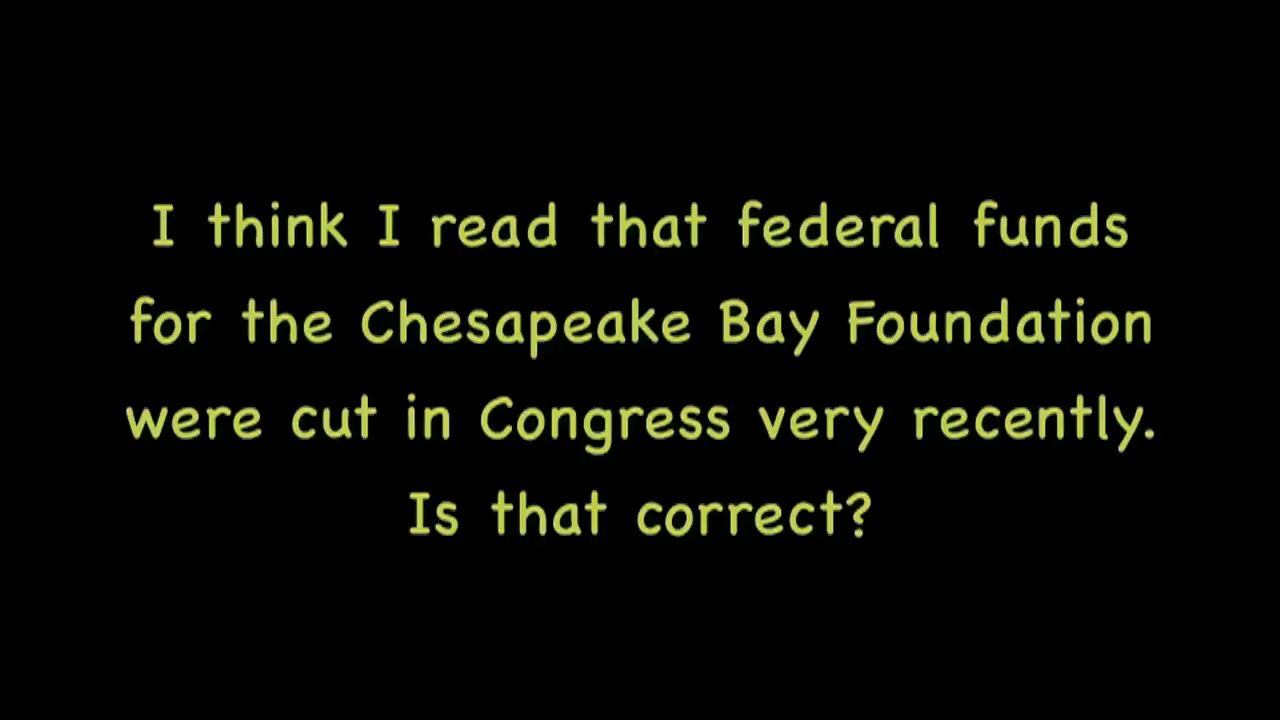 I think I read that federal funds
for the Chesapeake Bay Foundation
were cut in Congress very recently.
Is that correct?